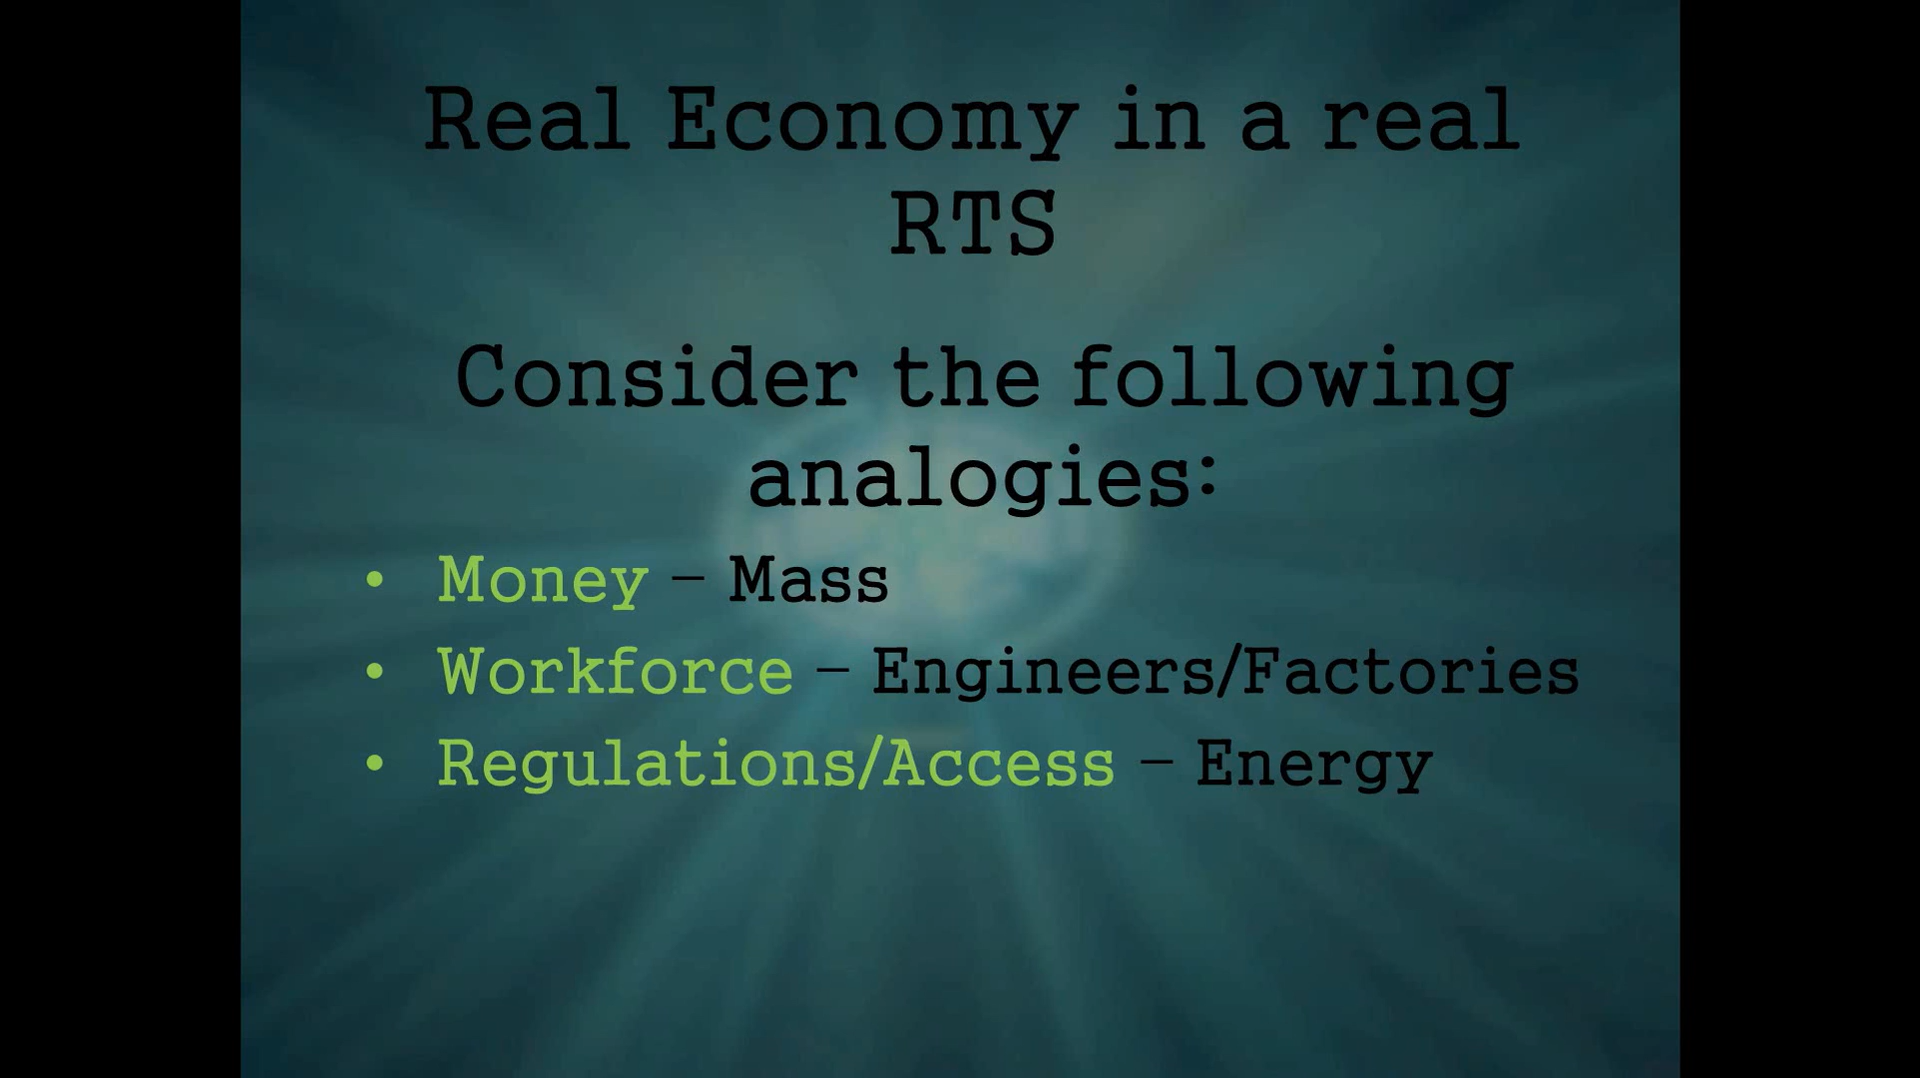 Real Economy in a real
RTS
Consider the following
analogies:
• Money – Mass
• Workforce – Engineers/Factories
• Regulations/Access – Energy